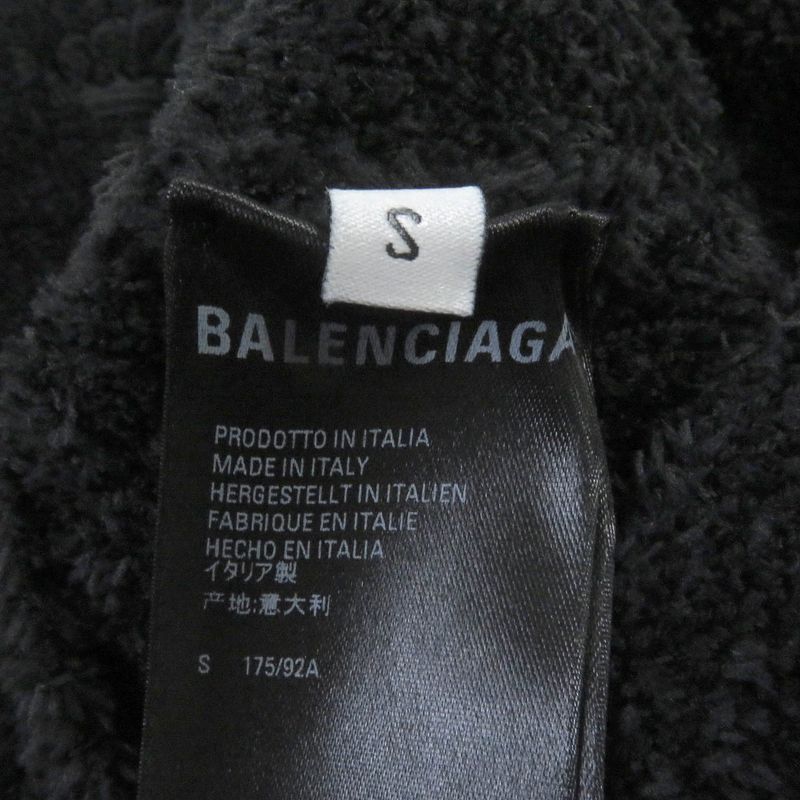 S
BALENCIAGA
PRODOTTO IN ITALIA
MADE IN ITALY
HERGESTELLT IN ITALIEN
FABRIQUE EN ITALIE
HECHO EN ITALIA
イタリア製
产地:意大利
S 175/92A